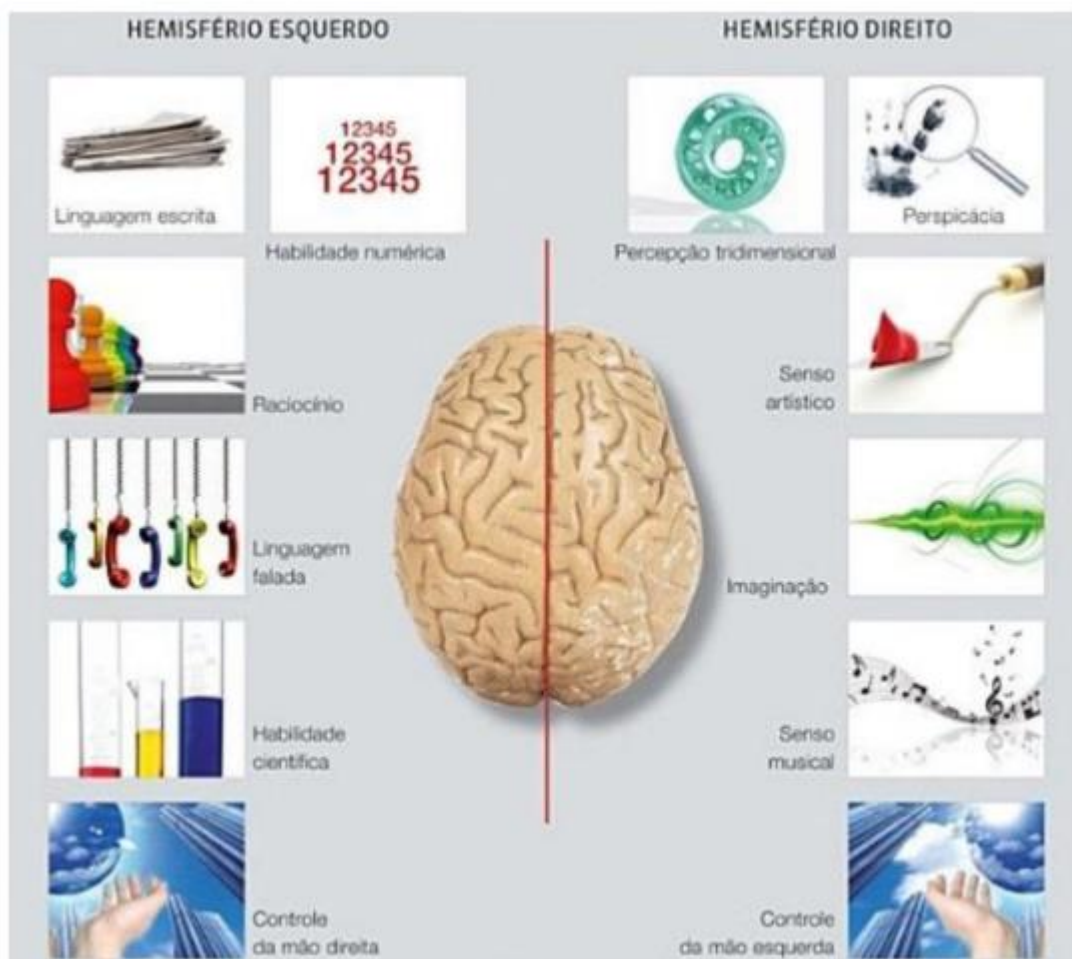 HEMISFÉRIO ESQUERDO
HEMISFÉRIO DIREITO
12345
12345
12345
Linguagem escrita
Habilidade numérica
Percepção tridimensional
Perspicácia
Raciocínio
Senso
artístico
Linguagem
falada
Imaginação
Habilidade
científica
Senso
musical
Controle
da mão direita
Controle
da mão esquerda